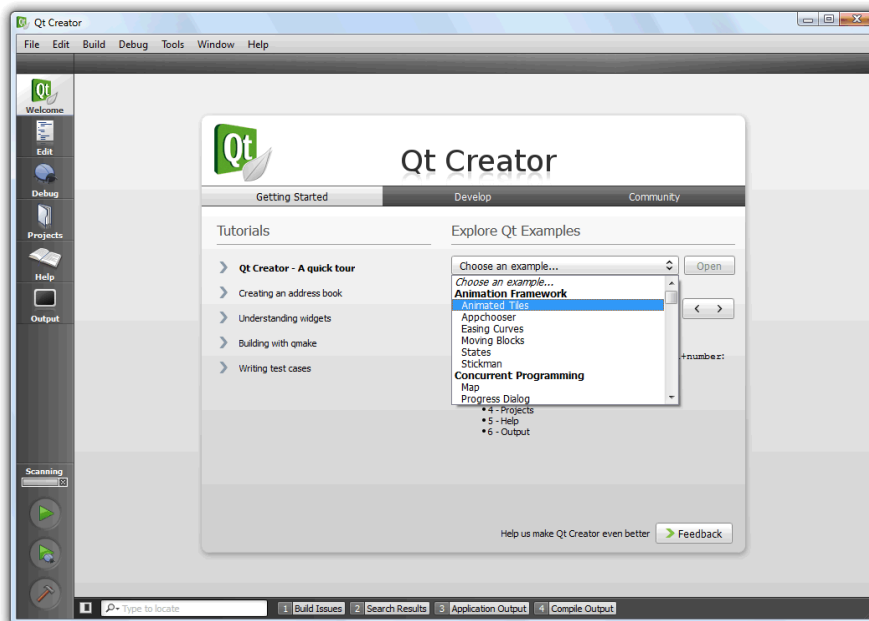 Qt Creator
File Edit Build Debug Tools Window Help
Qt
Welcome
Edit
Debug
Projects
Help
Output
Qt
Qt Creator
Getting Started Develop Community
Tutorials
Qt Creator - A quick tour
Creating an address book
Understanding widgets
Building with qmake
Writing test cases
Explore Qt Examples
Choose an example... Open
Choose an example...
Animation Framework
Animated Tiles
Appchooser
Easing Curves
Moving Blocks
States
Stickman
Concurrent Programming
Map
Progress Dialog
+number:
• 4 - Projects
• 5 - Help
• 6 - Output
Help us make Qt Creator even better Feedback
Scanning
Type to locate 1 Build Issues 2 Search Results 3 Application Output 4 Compile Output